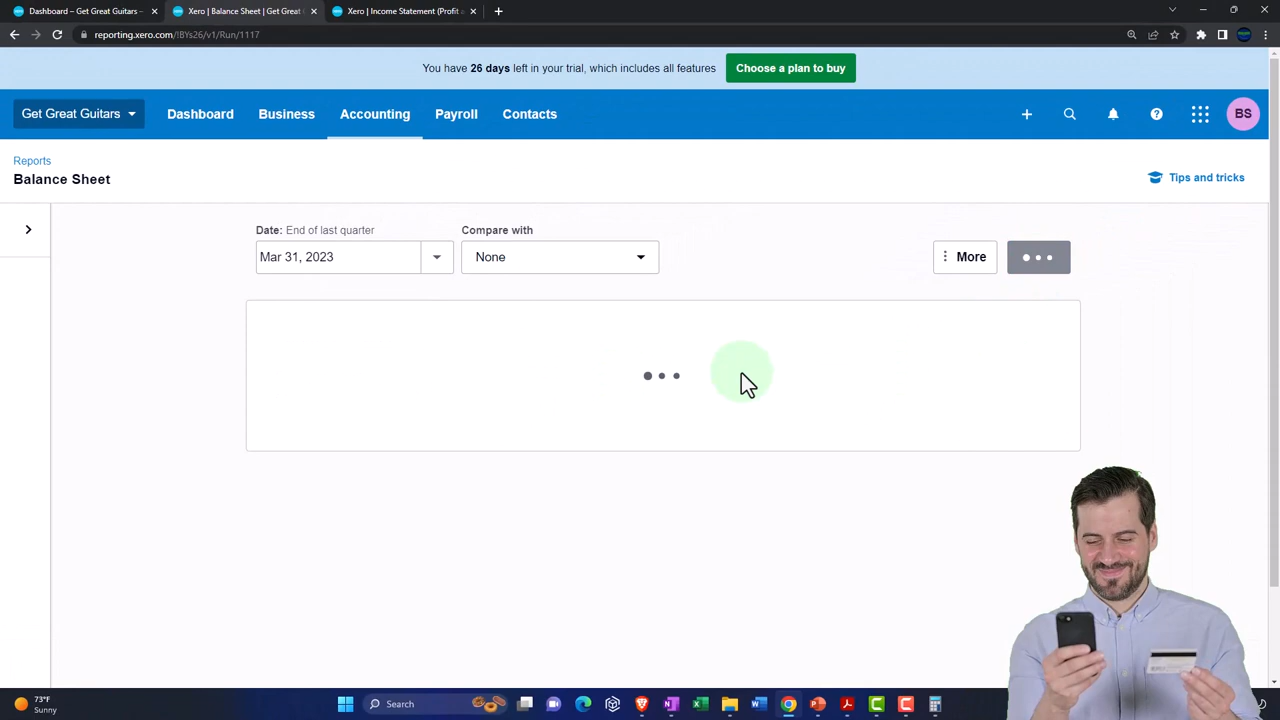 Dashboard – Get Great Guitars –
Xero | Balance Sheet | Get Great
Xero | Income Statement (Profit a
reporting.xero.com/!BYs26/v1/Run/1117
You have 26 days left in your trial, which includes all features
Choose a plan to buy
Get Great Guitars
Dashboard
Business
Accounting
Payroll
Contacts
BS
Reports
Balance Sheet
Tips and tricks
Date: End of last quarter
Compare with
Mar 31, 2023
None
More
73°F
Sunny
Search